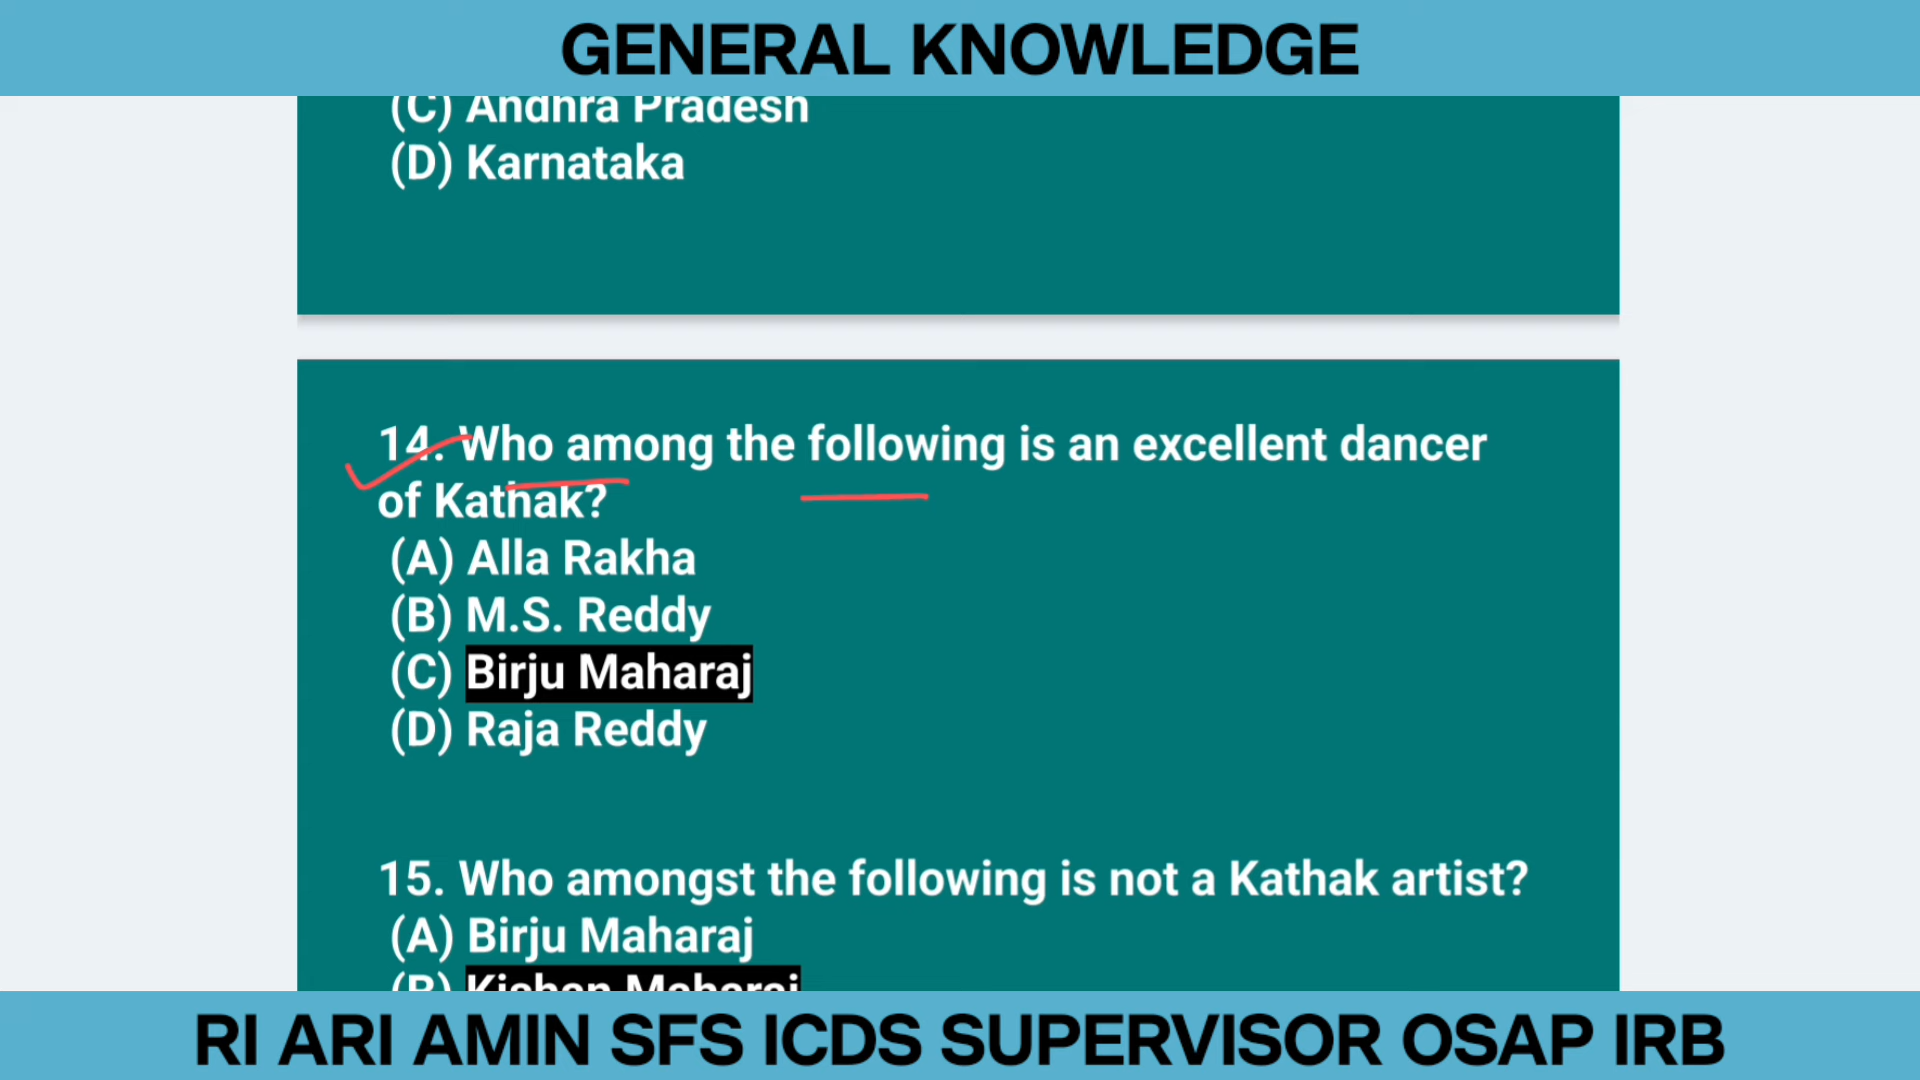 GENERAL KNOWLEDGE
(C) Andhra Pradesh
(D) Karnataka
14. Who among the following is an excellent dancer
of Kathak?
(A) Alla Rakha
(B) M.S. Reddy
(C) Birju Maharaj
(D) Raja Reddy
15. Who amongst the following is not a Kathak artist?
(A) Birju Maharaj
(B) Kishan Maharaj
RI ARI AMIN SFS ICDS SUPERVISOR OSAP IRB